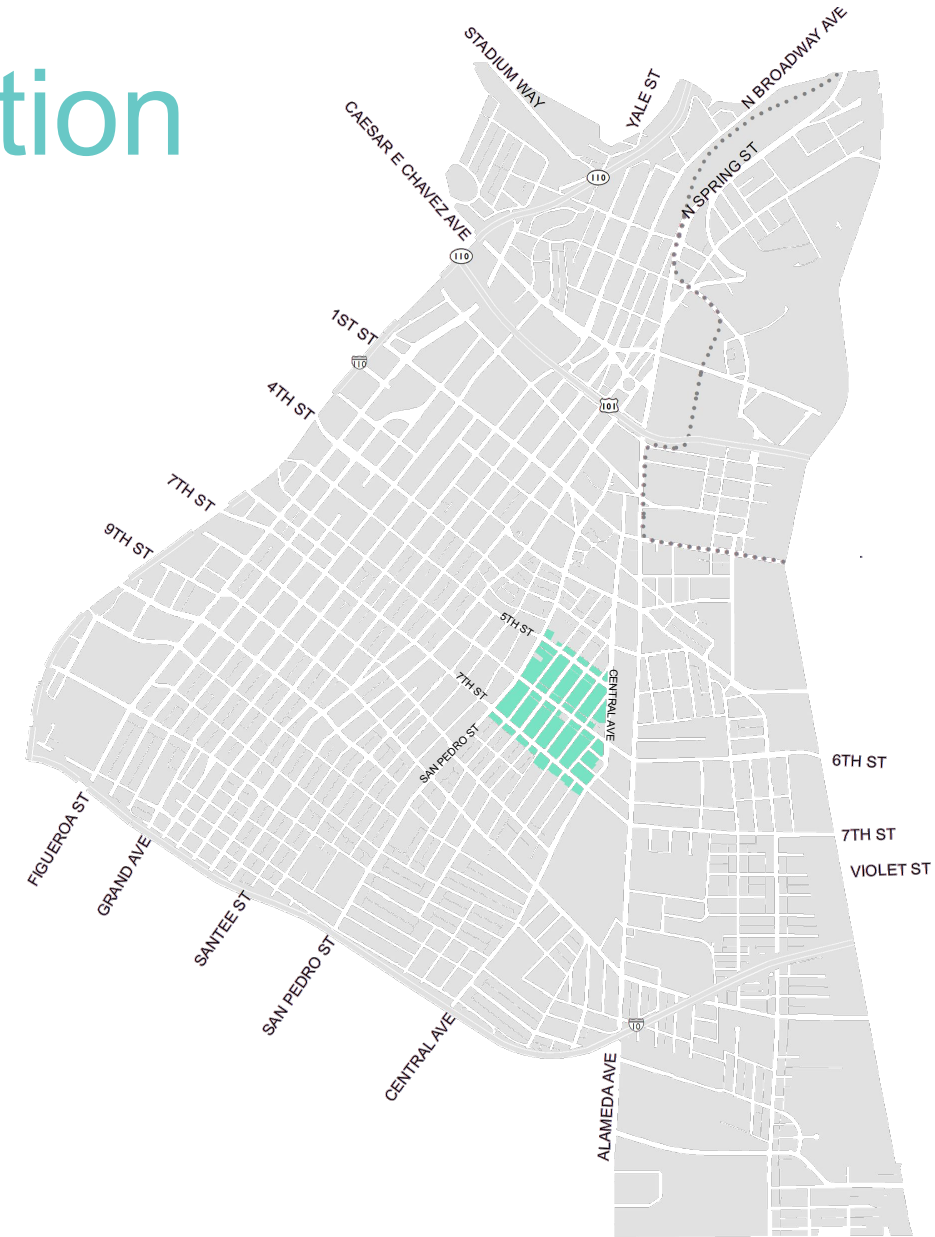 tion
STADIUM WAY
YALE ST
N BROADWAY AVE
CAESAR E CHAVEZ AVE
N SPRING ST
110
110
1ST ST
110
4TH ST
101
7TH ST
9TH ST
5TH ST
7TH ST
CENTRAL AVE
SAN PEDRO ST
6TH ST
7TH ST
VIOLET ST
FIGUEROA ST
GRAND AVE
SANTEE ST
SAN PEDRO ST
CENTRAL AVE
10
ALAMEDA AVE